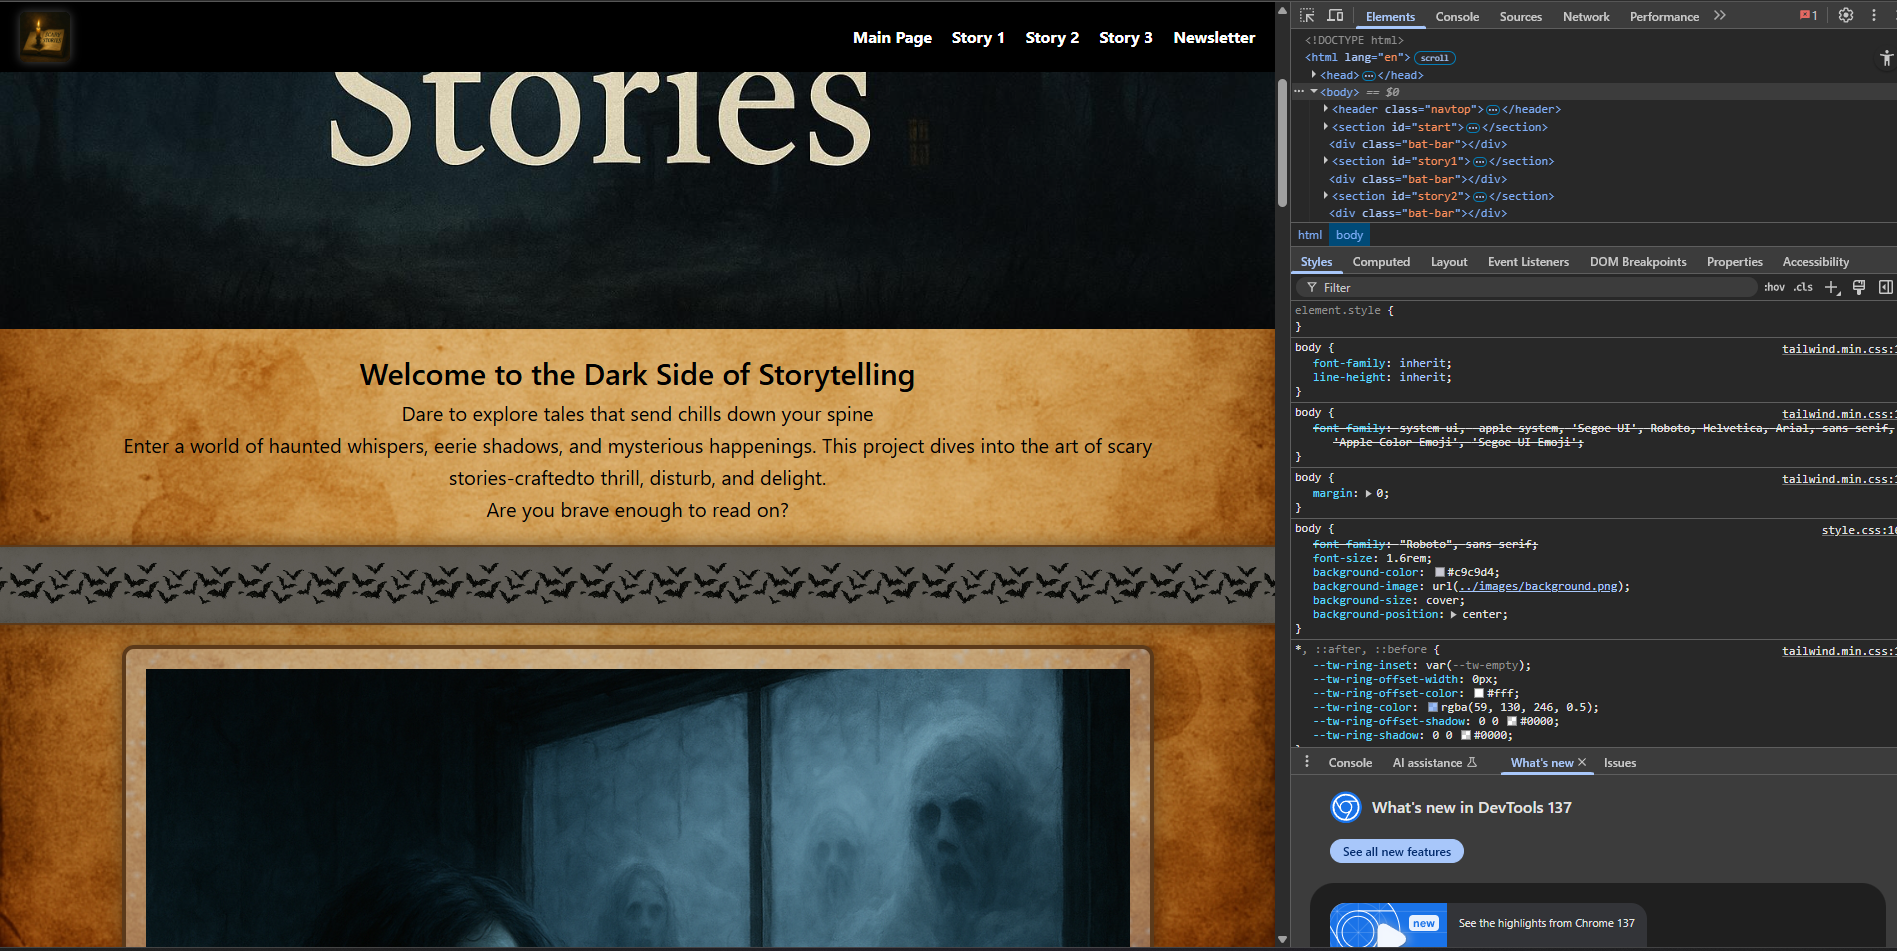 SCARY
STORIES
Main Page Story 1 Story 2 Story 3 Newsletter
Stories
Welcome to the Dark Side of Storytelling
Dare to explore tales that send chills down your spine
Enter a world of haunted whispers, eerie shadows, and mysterious happenings. This project dives into the art of scary
stories-craftedto thrill, disturb, and delight.
Are you brave enough to read on?
Elements Console Sources Network Performance 1
<!DOCTYPE html>
<html lang="en"> scroll
<head> </head>
<body> == $0
<header class="navtop"> </header>
<section id="start"> </section>
<div class="bat-bar"></div>
<section id="story1"> </section>
<div class="bat-bar"></div>
<section id="story2"> </section>
<div class="bat-bar"></div>
html body
Styles Computed Layout Event Listeners DOM Breakpoints Properties Accessibility
Filter :hov .cls
element.style {
}
body { tailwind.min.css:1
font-family: inherit;
line-height: inherit;
}
body { tailwind.min.css:1
font-family: system-ui, -apple-system, 'Segoe UI', Roboto, Helvetica, Arial, sans-serif,
'Apple Color Emoji', 'Segoe UI Emoji';
}
body { tailwind.min.css:1
margin: 0;
}
body { style.css:16
font-family: "Roboto", sans-serif;
font-size: 1.6rem;
background-color: #c9c9d4;
background-image: url(../images/background.png);
background-size: cover;
background-position: center;
}
*, ::after, ::before { tailwind.min.css:1
--tw-ring-inset: var(--tw-empty);
--tw-ring-offset-width: 0px;
--tw-ring-offset-color: #fff;
--tw-ring-color: rgba(59, 130, 246, 0.5);
--tw-ring-offset-shadow: 0 0 #0000;
--tw-ring-shadow: 0 0 #0000;
Console AI assistance What's new Issues
What's new in DevTools 137
See all new features
new See the highlights from Chrome 137